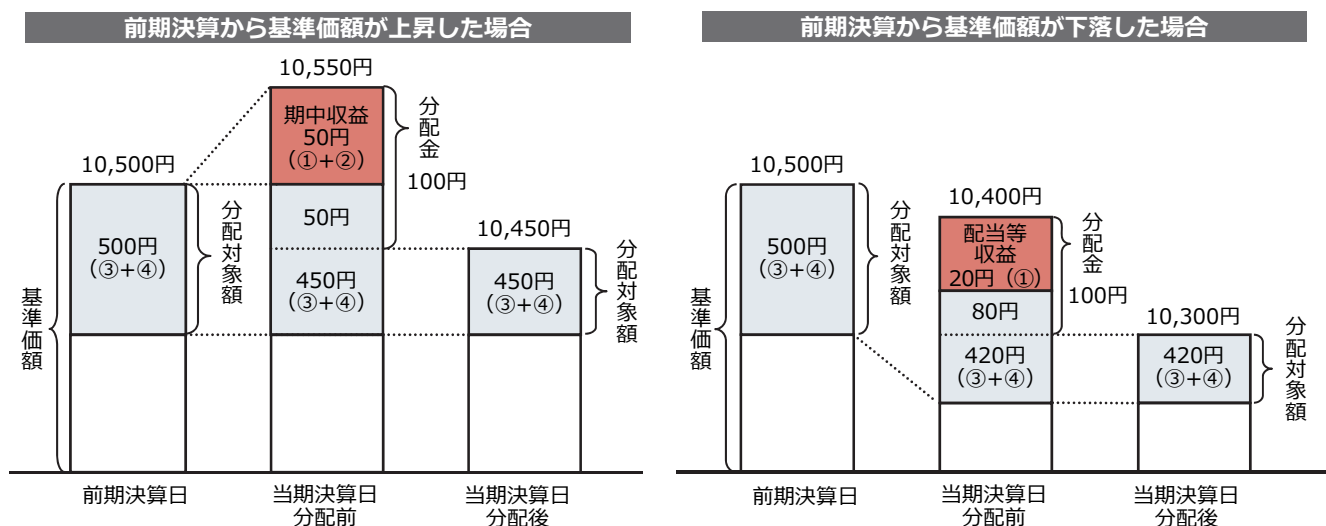 前期決算から基準価額が上昇した場合
10,550円
期中収益
50円
（①+②）
分配金
100円
10,500円
500円
（③+④）
分配対象額
50円
450円
（③+④）
10,450円
450円
（③+④）
分配対象額
基準価額
前期決算日
当期決算日
分配前
当期決算日
分配後
前期決算から基準価額が下落した場合
10,500円
500円
（③+④）
分配対象額
10,400円
配当等
収益
20円（①）
分配金
100円
80円
420円
（③+④）
10,300円
420円
（③+④）
分配対象額
基準価額
前期決算日
当期決算日
分配前
当期決算日
分配後